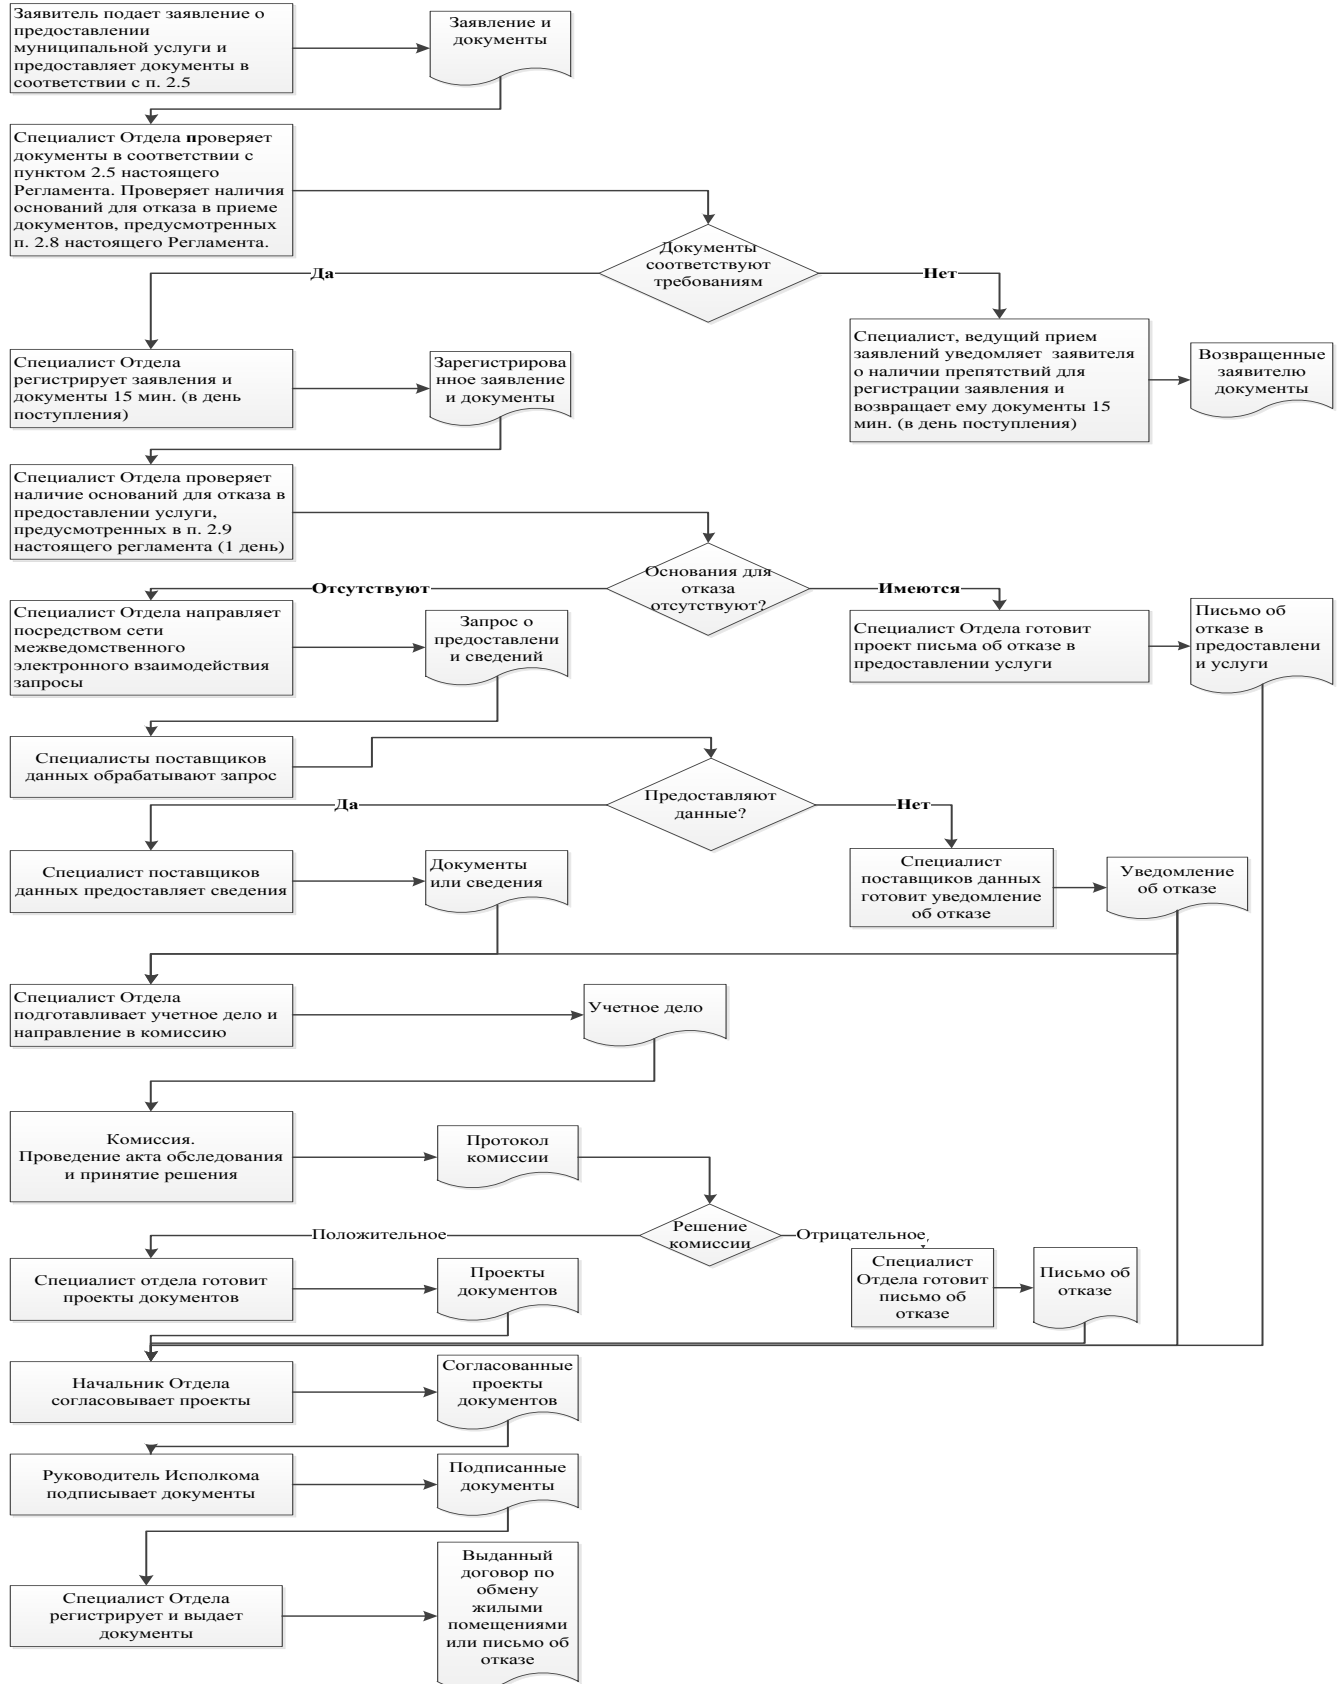 Заявитель подает заявление о
предоставлении
муниципальной услуги и
предоставляет документы в
соответствии с п. 2.5
Заявление и
документы
Специалист Отдела проверяет
документы в соответствии с
пунктом 2.5 настоящего
Регламента. Проверяет наличия
оснований для отказа в приеме
документов, предусмотренных
п. 2.8 настоящего Регламента.
Документы
соответствуют
требованиям
Да
Нет
Специалист Отдела
регистрирует заявления и
документы 15 мин. (в день
поступления)
Зарегистрирова
нное заявление
и документы
Специалист, ведущий прием
заявлений уведомляет заявителя
о наличии препятствий для
регистрации заявления и
возвращает ему документы 15
мин. (в день поступления)
Возвращенные
заявителю
документы
Специалист Отдела проверяет
наличие оснований для отказа в
предоставлении услуги,
предусмотренных в п. 2.9
настоящего регламента (1 день)
Основания для
отказа
отсутствуют?
Отсутствуют
Имеются
Специалист Отдела направляет
посредством сети
межведомственного
электронного взаимодействия
запросы
Запрос о
предоставлени
и сведений
Специалист Отдела готовит
проект письма об отказе в
предоставлении услуги
Письмо об
отказе в
предоставлени
и услуги
Специалисты поставщиков
данных обрабатывают запрос
Предоставляют
данные?
Да
Нет
Специалист поставщиков
данных предоставляет сведения
Документы
или сведения
Специалист
поставщиков данных
готовит уведомление
об отказе
Уведомление
об отказе
Специалист Отдела
подготавливает учетное дело и
направление в комиссию
Учетное дело
Комиссия.
Проведение акта обследования
и принятие решения
Протокол
комиссии
Решение
комиссии
Положительное
Отрицательное
Специалист отдела готовит
проекты документов
Проекты
документов
Специалист
Отдела готовит
письмо об
отказе
Письмо об
отказе
Начальник Отдела
согласовывает проекты
Согласованные
проекты
документов
Руководитель Исполкома
подписывает документы
Подписанные
документы
Специалист Отдела
регистрирует и выдает
документы
Выданный
договор по
обмену
жилыми
помещениями
или письмо об
отказе